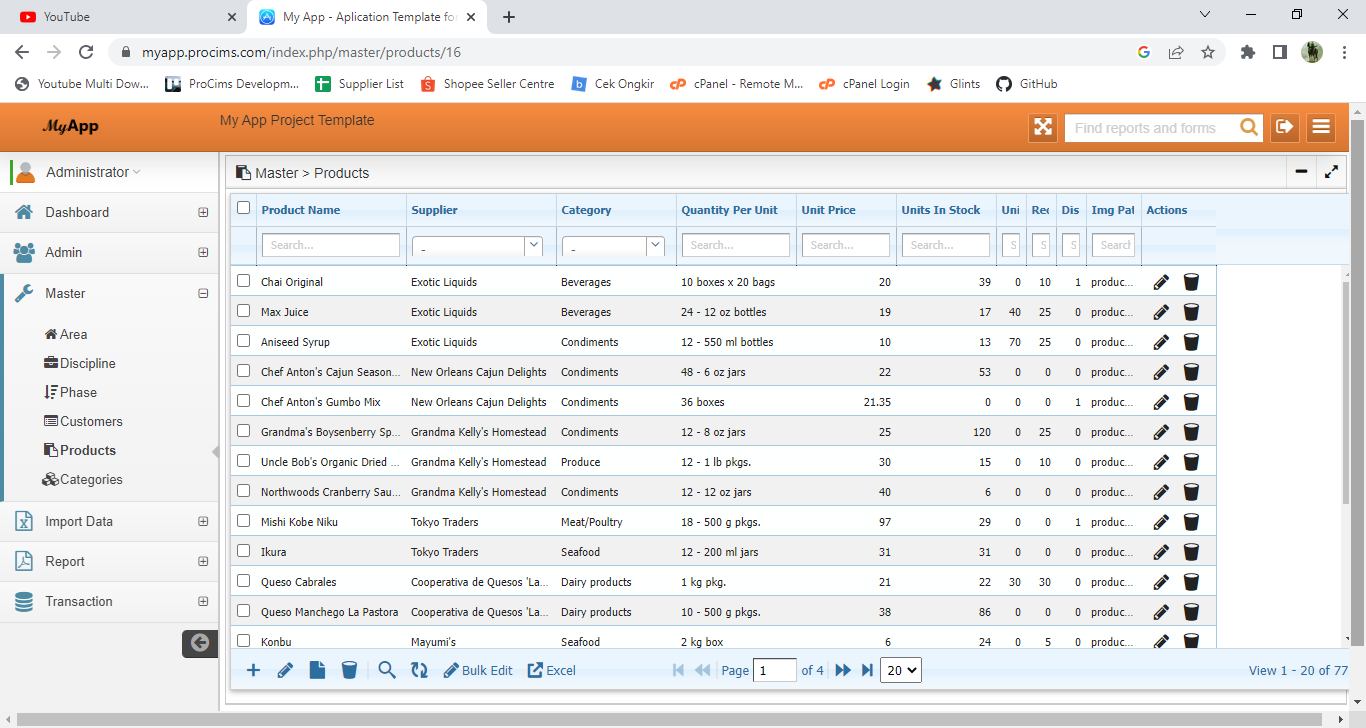 YouTube
My App - Aplication Template for
myapp.procims.com/index.php/master/products/16
Youtube Multi Dow... ProCims Developm... Supplier List Shopee Seller Centre Cek Ongkir cPanel - Remote M... cPanel Login Glints GitHub
MyApp
My App Project Template
Find reports and forms
Administrator
Dashboard
Admin
Master
Area
Discipline
Phase
Customers
Products
Categories
Import Data
Report
Transaction
Master > Products
Product Name Supplier Category Quantity Per Unit Unit Price Units In Stock Uni Rec Dis Img Pat Actions
Search... - - Search... Search... Search... S S S Search
Chai Original Exotic Liquids Beverages 10 boxes x 20 bags 20 39 0 10 1 produc...
Max Juice Exotic Liquids Beverages 24 - 12 oz bottles 19 17 40 25 0 produc...
Aniseed Syrup Exotic Liquids Condiments 12 - 550 ml bottles 10 13 70 25 0 produc...
Chef Anton's Cajun Season... New Orleans Cajun Delights Condiments 48 - 6 oz jars 22 53 0 0 0 produc...
Chef Anton's Gumbo Mix New Orleans Cajun Delights Condiments 36 boxes 21.35 0 0 0 1 produc...
Grandma's Boysenberry Sp... Grandma Kelly's Homestead Condiments 12 - 8 oz jars 25 120 0 25 0 produc...
Uncle Bob's Organic Dried ... Grandma Kelly's Homestead Produce 12 - 1 lb pkgs. 30 15 0 10 0 produc...
Northwoods Cranberry Sau... Grandma Kelly's Homestead Condiments 12 - 12 oz jars 40 6 0 0 0 produc...
Mishi Kobe Niku Tokyo Traders Meat/Poultry 18 - 500 g pkgs. 97 29 0 0 1 produc...
Ikura Tokyo Traders Seafood 12 - 200 ml jars 31 31 0 0 0 produc...
Queso Cabrales Cooperativa de Quesos 'La... Dairy products 1 kg pkg. 21 22 30 30 0 produc...
Queso Manchego La Pastora Cooperativa de Quesos 'La... Dairy products 10 - 500 g pkgs. 38 86 0 0 0 produc...
Konbu Mayumi's Seafood 2 kg box 6 24 0 5 0 produc...
Bulk Edit Excel Page 1 of 4 20 View 1 - 20 of 77